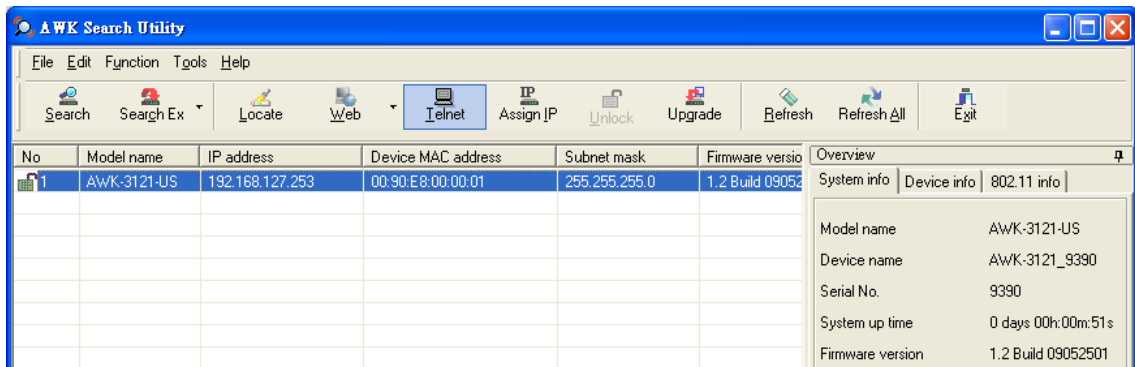 AWK Search Utility
File Edit Function Tools Help
Search Search Ex Locate Web Telnet IP Assign IP Unlock Upgrade Refresh Refresh All Exit
No Model name IP address Device MAC address Subnet mask Firmware versio
1 AWK-3121-US 192.168.127.253 00:90:E8:00:00:01 255.255.255.0 1.2 Build 09052
Overview
System info Device info 802.11 info
Model name AWK-3121-US
Device name AWK-3121_9390
Serial No. 9390
System up time 0 days 00h:00m:51s
Firmware version 1.2 Build 09052501